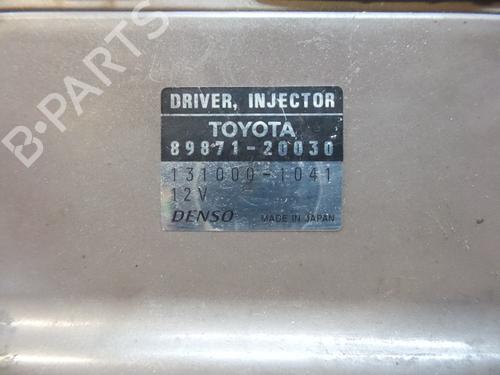 B-PARTS
DRIVER, INJECTOR
TOYOTA
89871-20030
131000-1041
12V
DENSO MADE IN JAPAN